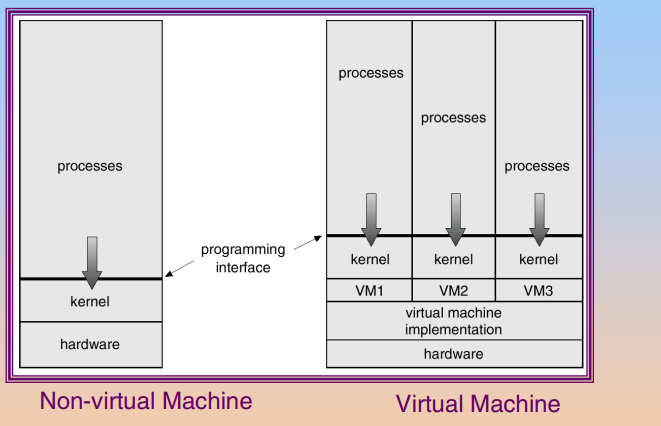 processes
kernel
hardware
programming
interface
processes
processes
processes
kernel
kernel
kernel
VM1
VM2
VM3
virtual machine
implementation
hardware
Non-virtual Machine
Virtual Machine